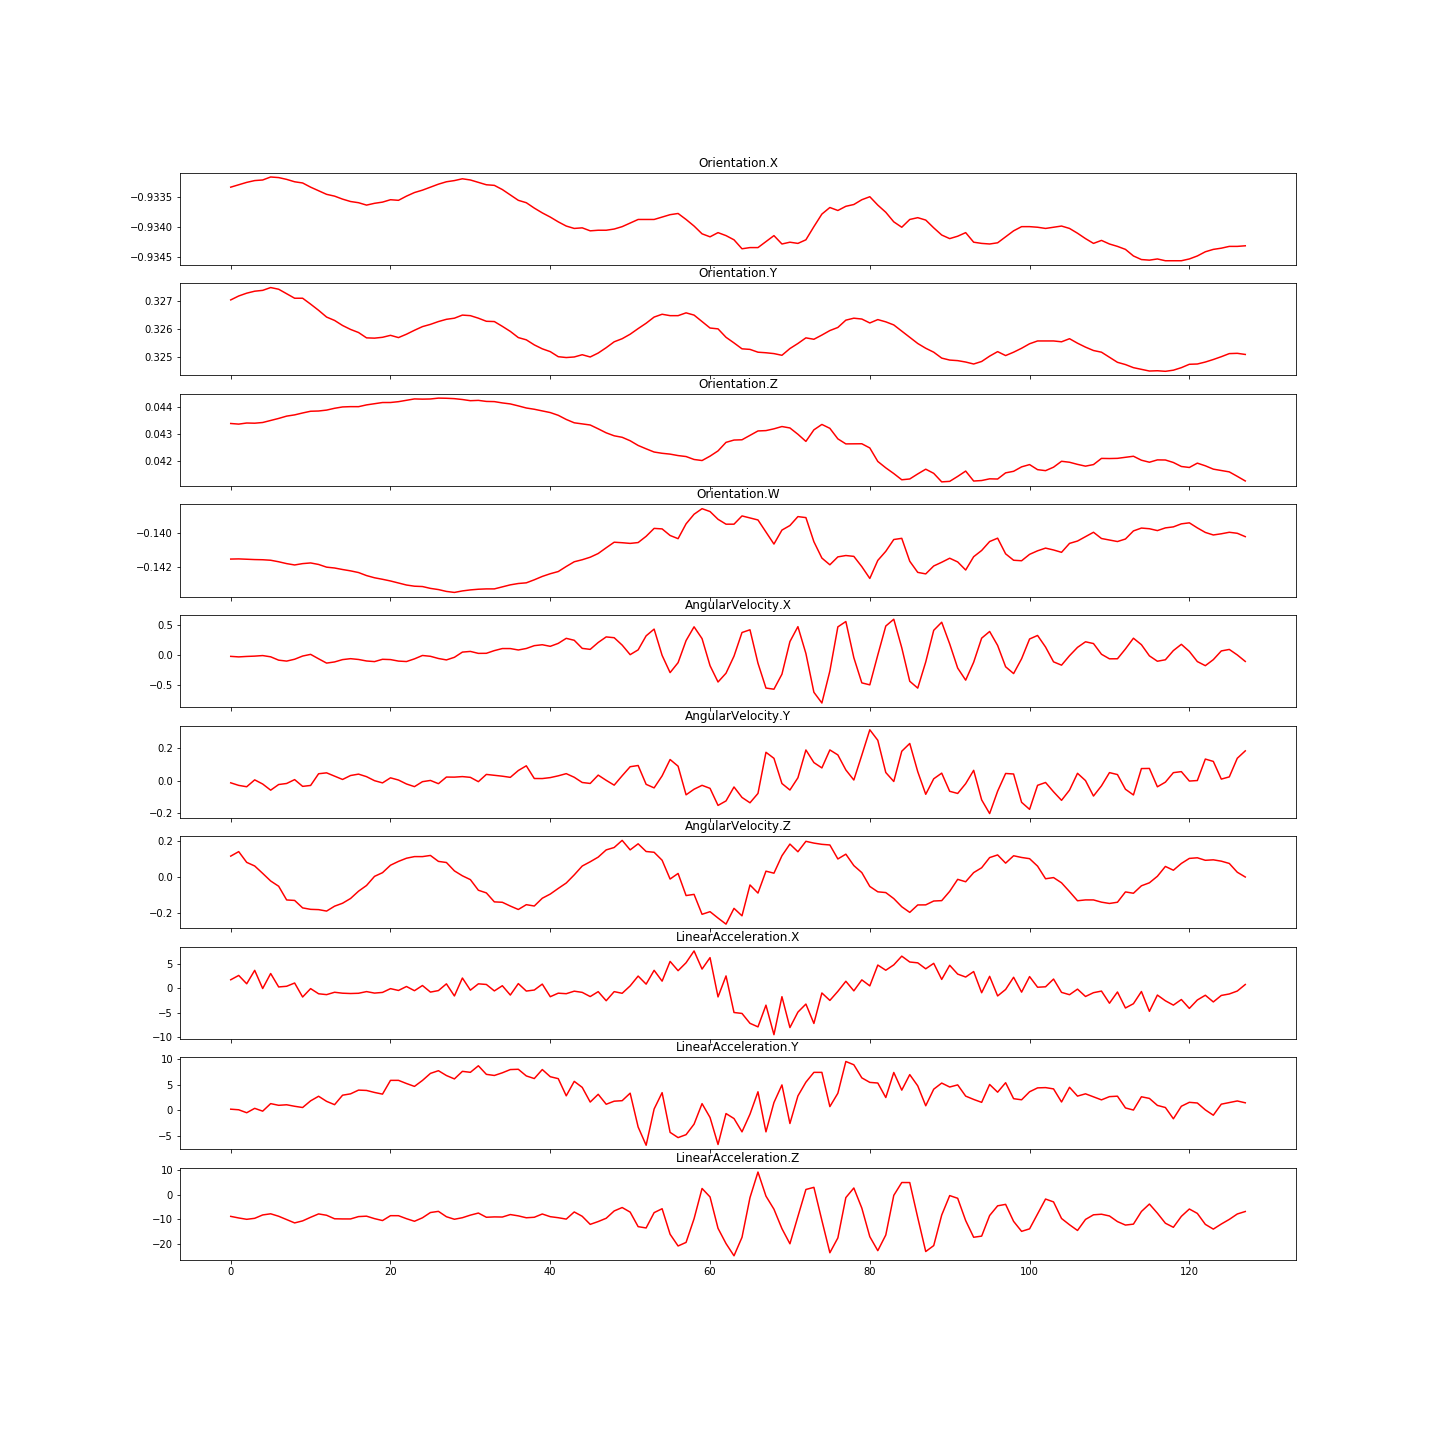 Orientation.X
−0.9335
−0.9340
−0.9345
Orientation.Y
0.327
0.326
0.325
Orientation.Z
0.044
0.043
0.042
Orientation.W
−0.140
−0.142
AngularVelocity.X
0.5
0.0
−0.5
AngularVelocity.Y
0.2
0.0
−0.2
AngularVelocity.Z
0.2
0.0
−0.2
LinearAcceleration.X
5
0
−5
−10
LinearAcceleration.Y
10
5
0
−5
LinearAcceleration.Z
10
0
−10
−20
0 20 40 60 80 100 120